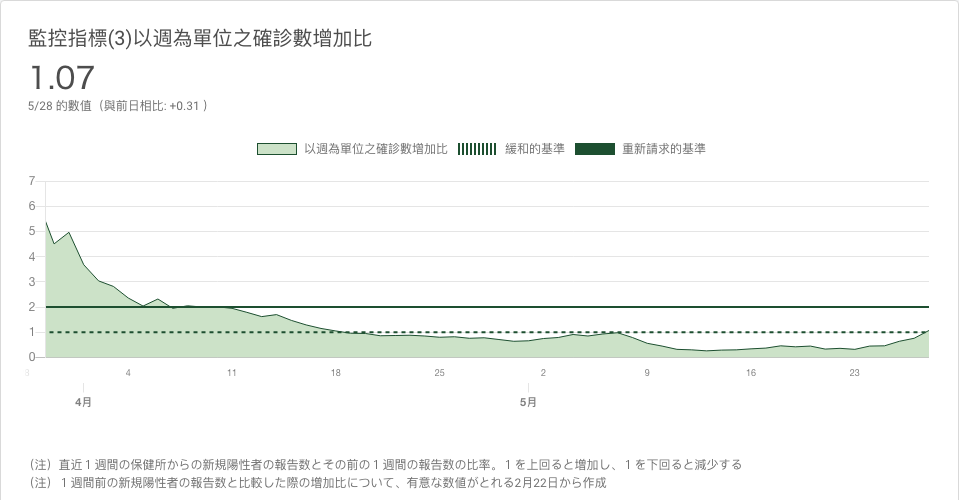 監控指標(3)以週為單位之確診數增加比
1.07
5/28 的數值（與前日相比: +0.31 ）
以週為單位之確診數增加比 緩和的基準 重新請求的基準
7
6
5
4
3
2
1
0
4 11 18 25 2 9 16 23
4月 5月
（注）直近１週間の保健所からの新規陽性者の報告数とその前の１週間の報告数の比率。１を上回ると増加し、１を下回ると減少する
（注）１週間前の新規陽性者の報告数と比較した際の増加比について、有意な数値がとれる2月22日から作成